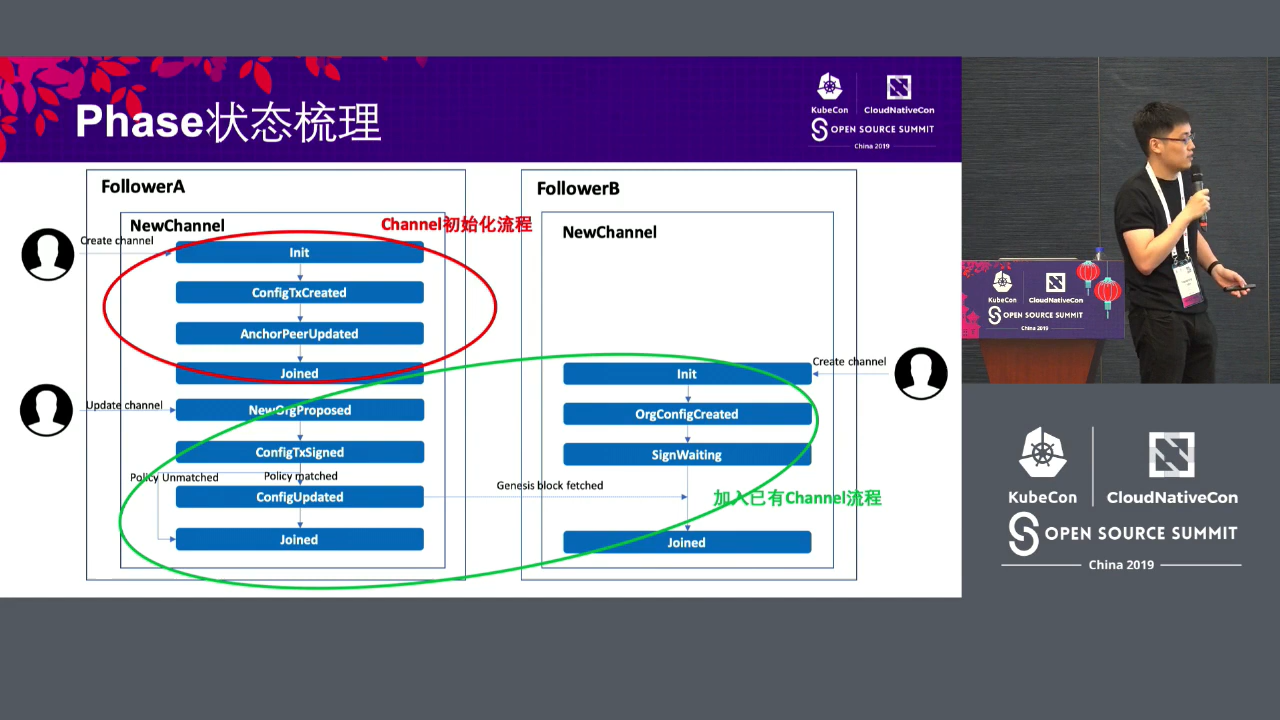 Phase状态梳理
KubeCon
CloudNativeCon
OPEN SOURCE SUMMIT
China 2019
FollowerA
NewChannel
Channel初始化流程
Create channel
Init
ConfigTxCreated
AnchorPeerUpdated
Joined
Update channel
NewOrgProposed
ConfigTxSigned
Policy Unmatched
Policy matched
ConfigUpdated
Joined
Genesis block fetched
FollowerB
NewChannel
Create channel
Init
OrgConfigCreated
SignWaiting
加入已有Channel流程
Joined
KubeCon
CloudNativeCon
OPEN SOURCE SUMMIT
China 2019
KubeCon
CloudNativeCon
OPEN SOURCE SUMMIT
China 2019